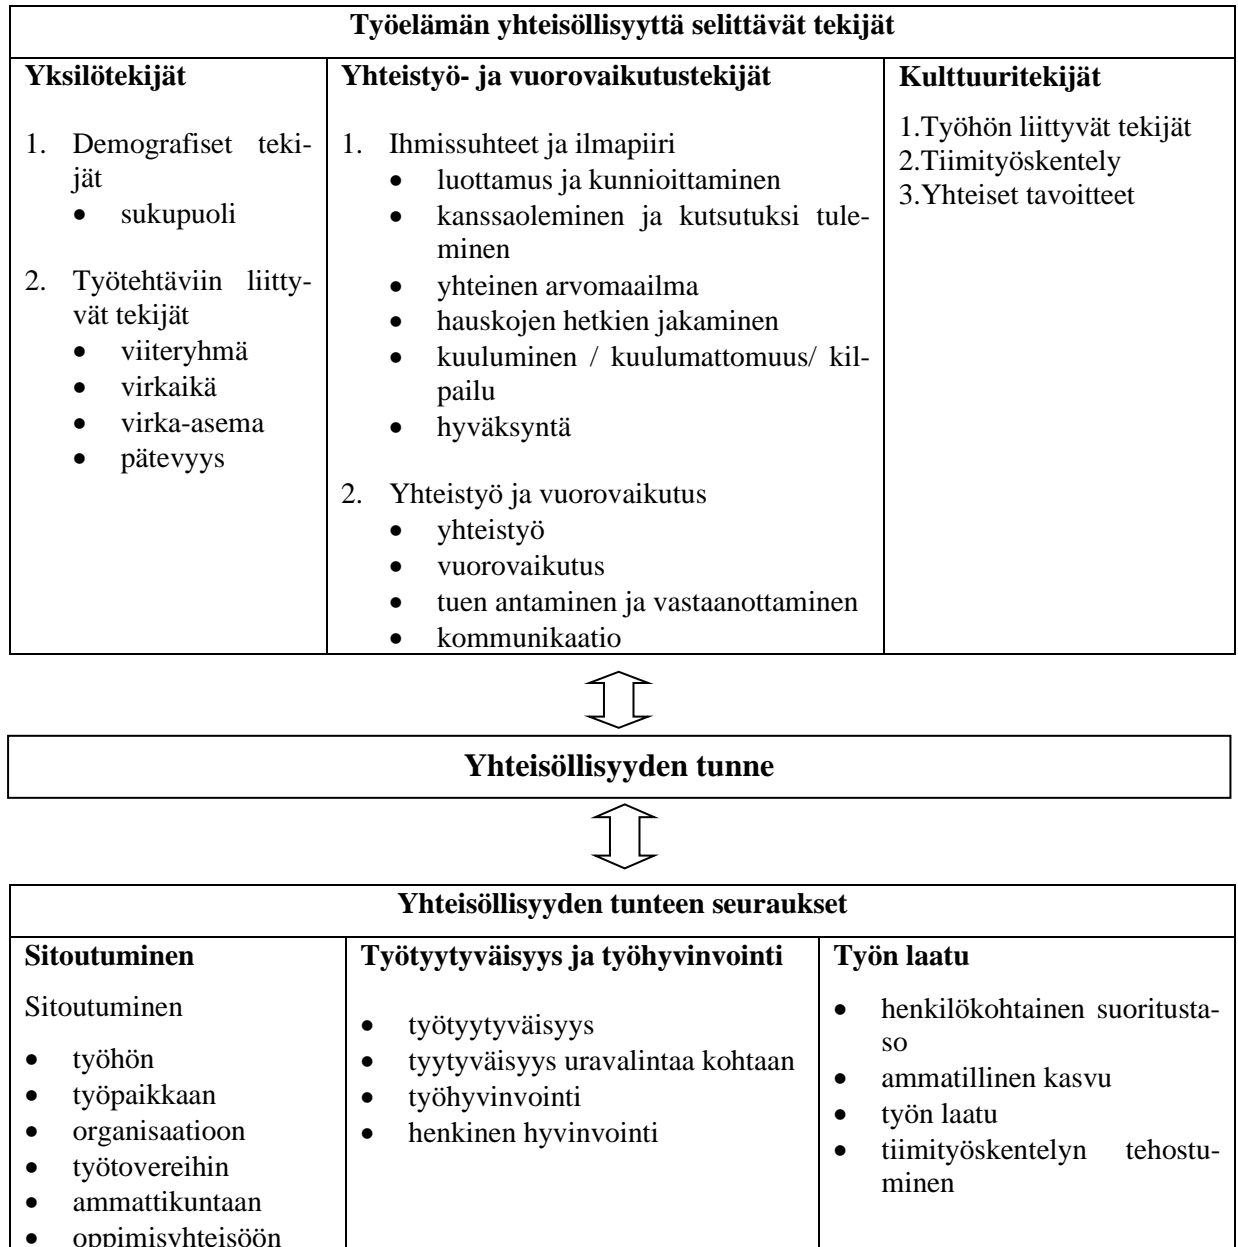 Työelämän yhteisöllisyyttä selittävät tekijät
Yksilötekijät
1. Demografiset teki-
jät
• sukupuoli
2. Työtehtäviin liitty-
vät tekijät
• viiteryhmä
• virkaikä
• virka-asema
• pätevyys
Yhteistyö- ja vuorovaikutustekijät
1. Ihmissuhteet ja ilmapiiri
• luottamus ja kunnioittaminen
• kanssaoleminen ja kutsutuksi tule-
minen
• yhteinen arvomaailma
• hauskojen hetkien jakaminen
• kuuluminen / kuulumattomuus/ kil-
pailu
• hyväksyntä
2. Yhteistyö ja vuorovaikutus
• yhteistyö
• vuorovaikutus
• tuen antaminen ja vastaanottaminen
• kommunikaatio
Kulttuuritekijät
1.Työhön liittyvät tekijät
2.Tiimityöskentely
3.Yhteiset tavoitteet
Yhteisöllisyyden tunne
Yhteisöllisyyden tunteen seuraukset
Sitoutuminen
Sitoutuminen
• työhön
• työpaikkaan
• organisaatioon
• työtovereihin
• ammattikuntaan
• oppimisyhteisöön
Työtyytyväisyys ja työhyvinvointi
• työtyytyväisyys
• tyytyväisyys uravalintaa kohtaan
• työhyvinvointi
• henkinen hyvinvointi
Työn laatu
• henkilökohtainen suoritusta-
so
• ammatillinen kasvu
• työn laatu
• tiimityöskentelyn tehostu-
minen